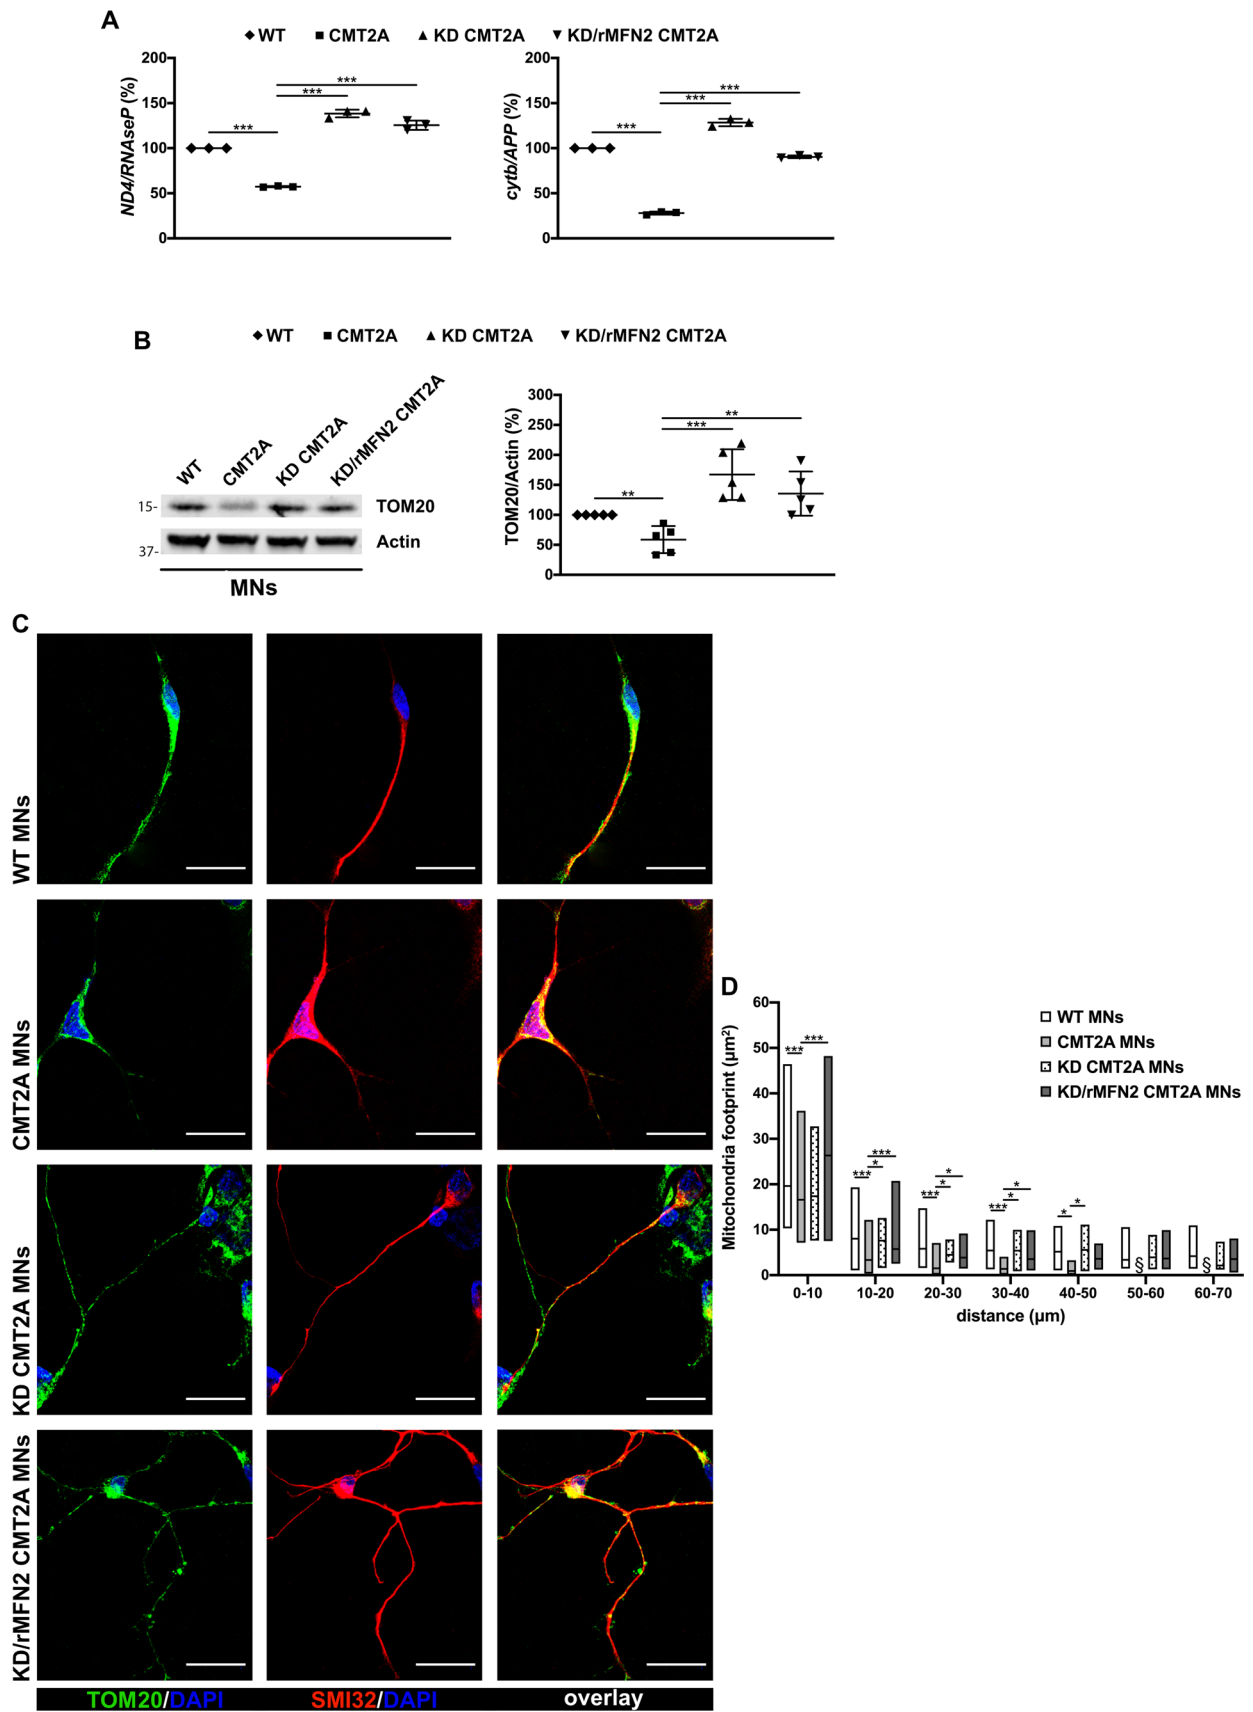 A
WT CMT2A KD CMT2A KD/rMFN2 CMT2A
ND4/RNAseP (%)
200
150
100
50
0
***
***
***
cytb/APP (%)
200
150
100
50
0
***
***
***
B
WT CMT2A KD CMT2A KD/rMFN2 CMT2A
WT CMT2A KD CMT2A KD/rMFN2 CMT2A
15- TOM20
37- Actin
MNs
TOM20/Actin (%)
300
250
200
150
100
50
0
**
***
**
C
WT MNs
CMT2A MNs
KD CMT2A MNs
KD/rMFN2 CMT2A MNs
TOM20/DAPI SMI32/DAPI overlay
D
Mitochondria footprint (µm²)
60
50
40
30
20
10
0
WT MNs
CMT2A MNs
KD CMT2A MNs
KD/rMFN2 CMT2A MNs
*** ***
*** * ***
*** * *
*** * *
* *
§ §
0-10 10-20 20-30 30-40 40-50 50-60 60-70
distance (µm)